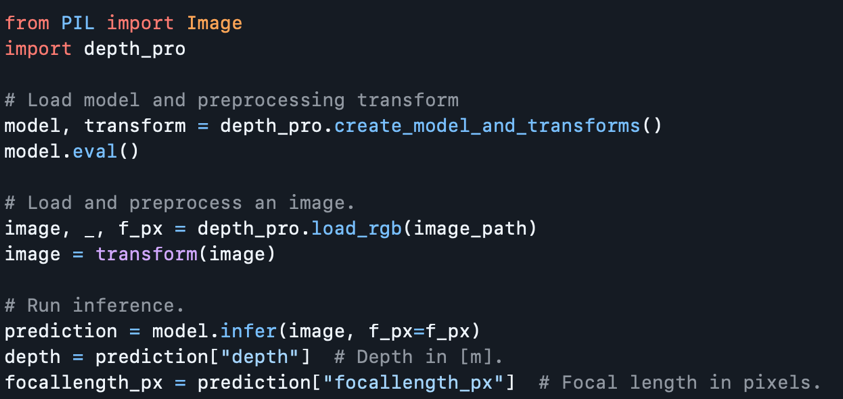 from PIL import Image
import depth_pro
# Load model and preprocessing transform
model, transform = depth_pro.create_model_and_transforms()
model.eval()
# Load and preprocess an image.
image, _, f_px = depth_pro.load_rgb(image_path)
image = transform(image)
# Run inference.
prediction = model.infer(image, f_px=f_px)
depth = prediction["depth"]  # Depth in [m].
focallength_px = prediction["focallength_px"]  # Focal length in pixels.